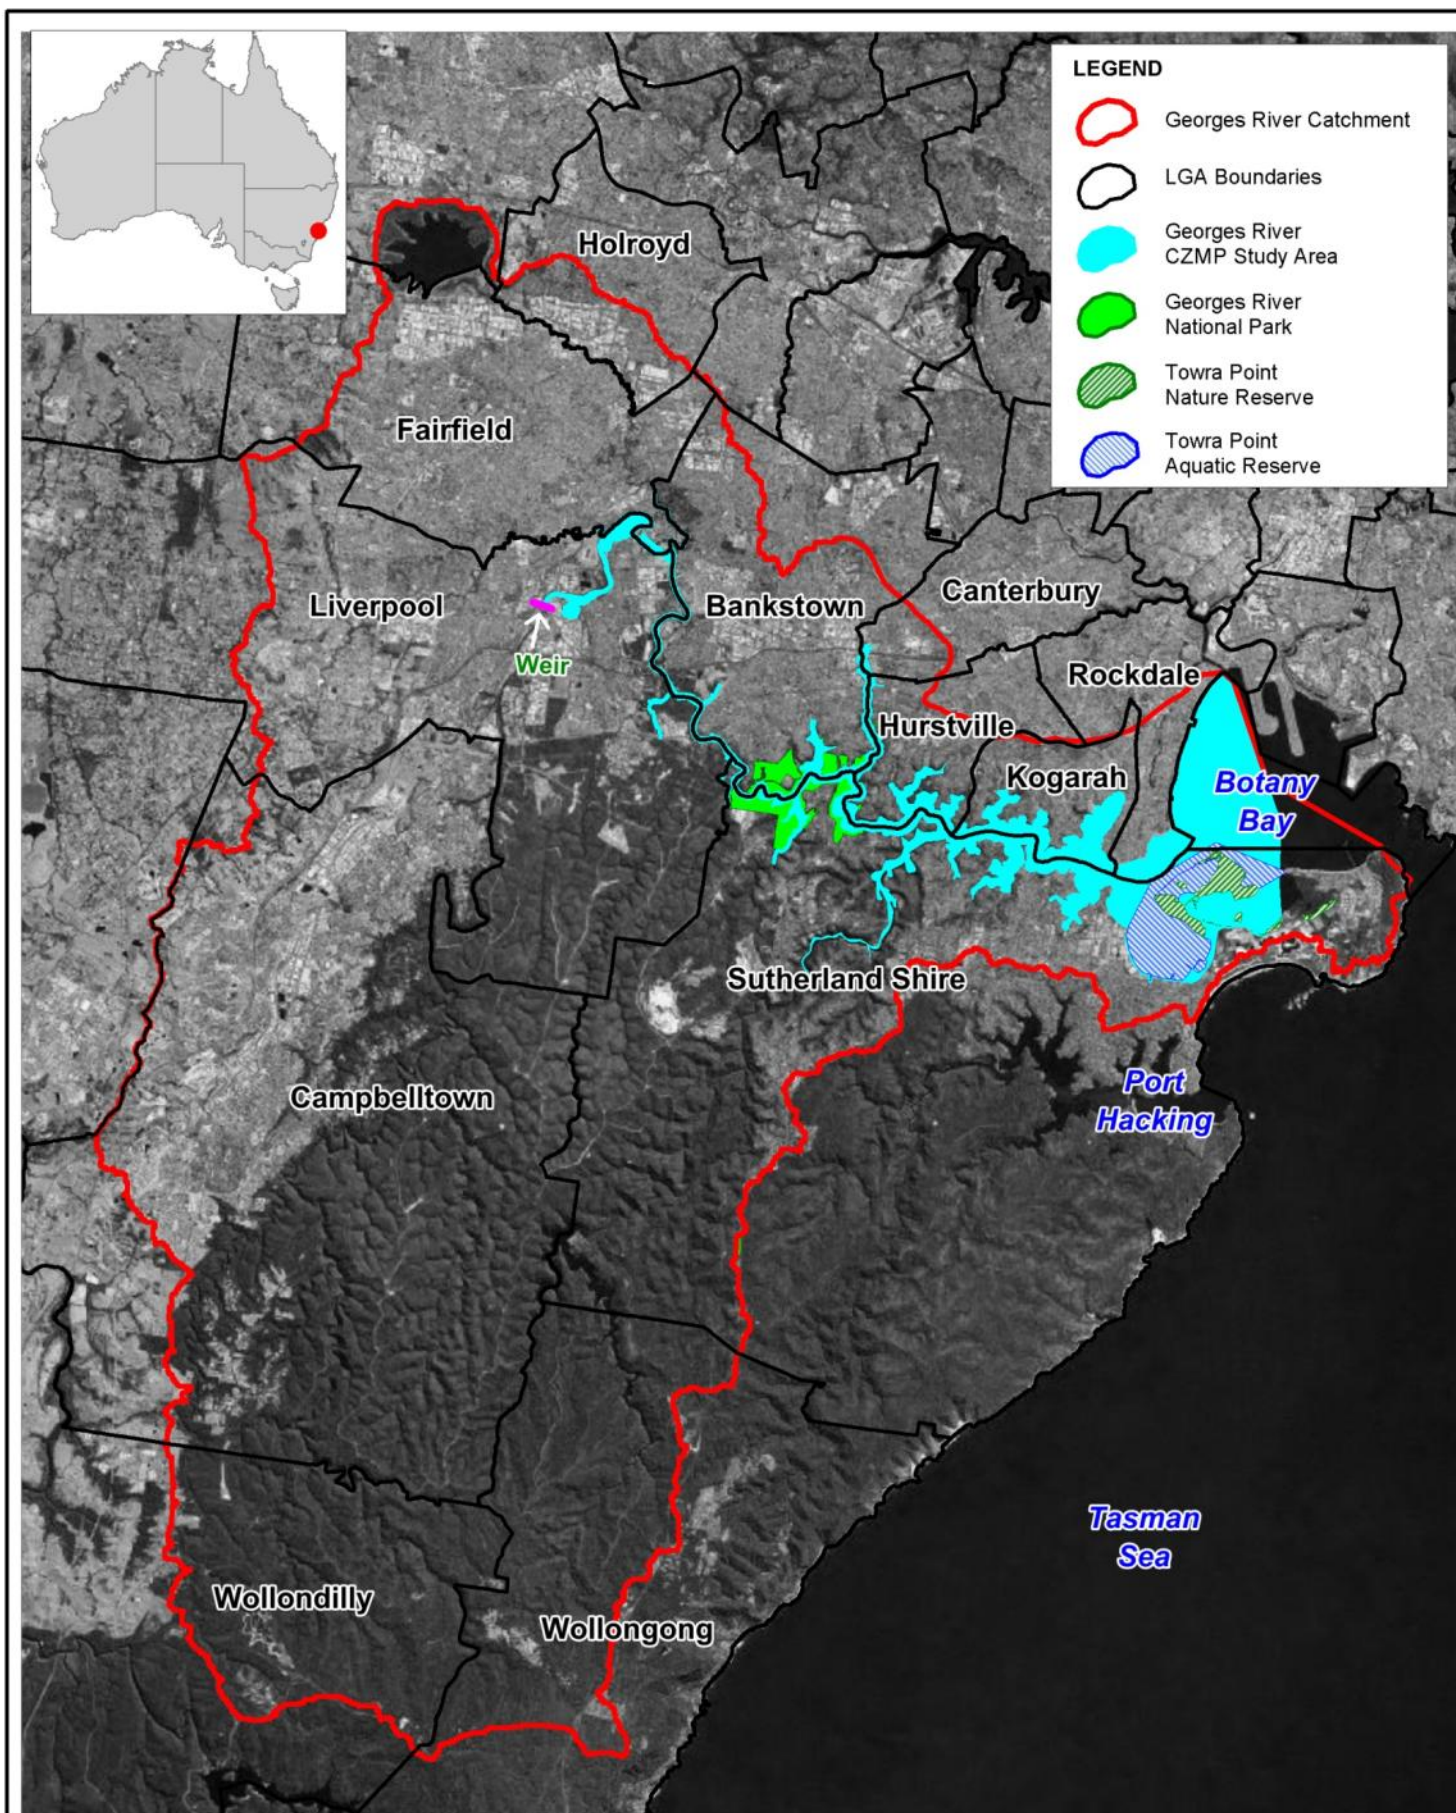 LEGEND
Georges River Catchment
LGA Boundaries
Georges River
CZMP Study Area
Georges River
National Park
Towra Point
Nature Reserve
Towra Point
Aquatic Reserve
Holroyd
Fairfield
Liverpool
Bankstown
Canterbury
Weir
Rockdale
Hurstville
Kogarah
Botany
Bay
Sutherland Shire
Campbelltown
Port
Hacking
Tasman
Sea
Wollondilly
Wollongong